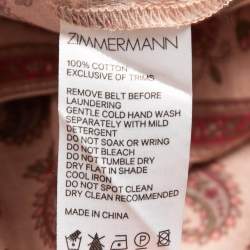 ZIMMERMANN
100% COTTON
EXCLUSIVE OF TRIMS
REMOVE BELT BEFORE
LAUNDERING
GENTLE COLD HAND WASH
SEPARATELY WITH MILD
DETERGENT
DO NOT SOAK OR WRING
DO NOT BLEACH
DO NOT TUMBLE DRY
DRY FLAT IN SHADE
COOL IRON
DO NOT SPOT CLEAN
DRY CLEAN RECOMMENDED
MADE IN CHINA